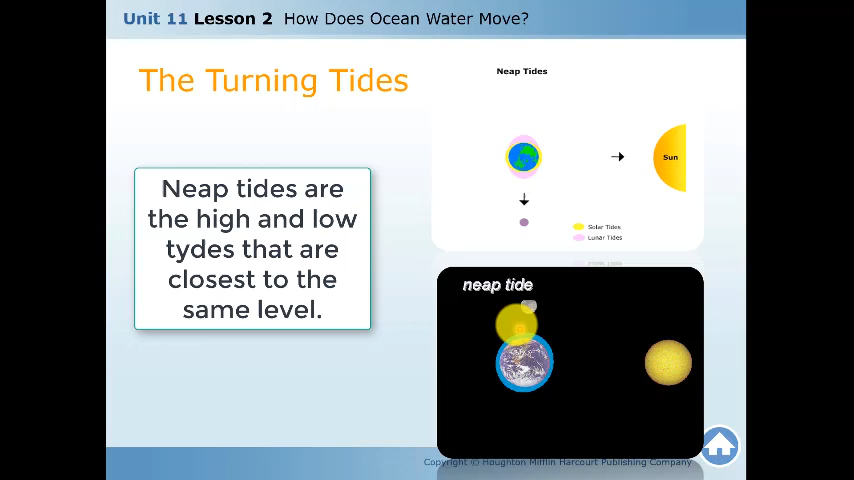 Unit 11 Lesson 2 How Does Ocean Water Move?
The Turning Tides
Neap tides are
the high and low
tydes that are
closest to the
same level.
Neap Tides
Sun
Solar Tides
Lunar Tides
neap tide
Copyright © Houghton Mifflin Harcourt Publishing Company